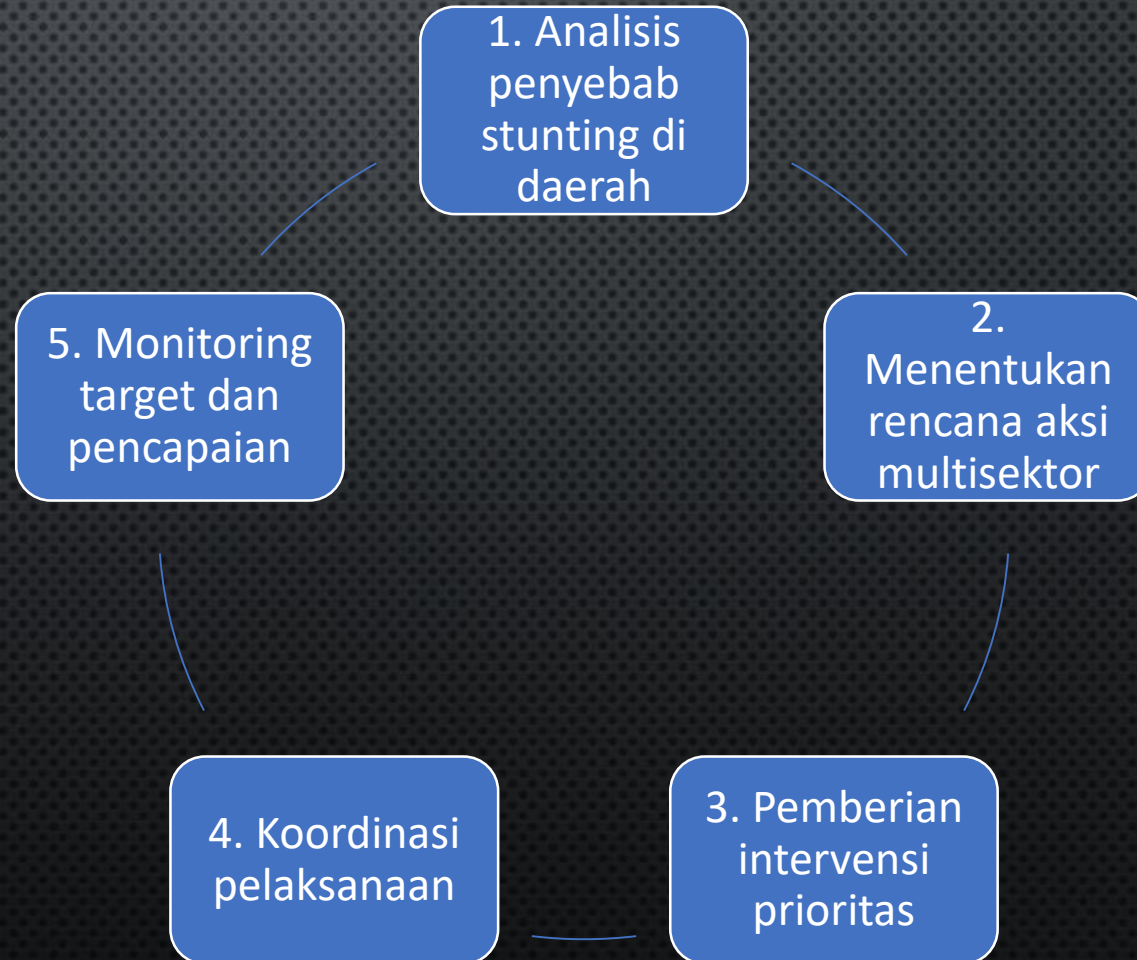 1. Analisis
penyebab
stunting di
daerah
2.
Menentukan
rencana aksi
multisektor
3. Pemberian
intervensi
prioritas
4. Koordinasi
pelaksanaan
5. Monitoring
target dan
pencapaian